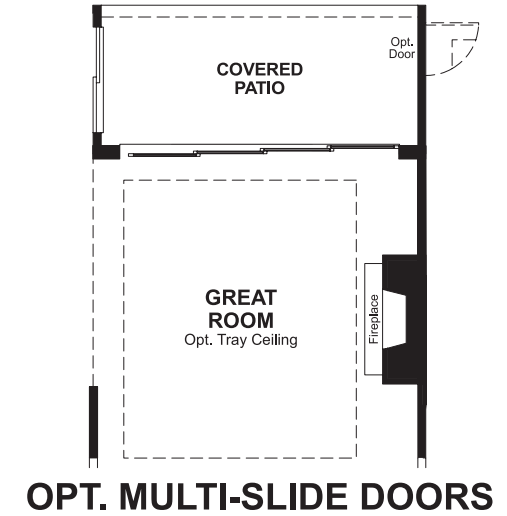 Opt.
Door
COVERED
PATIO
GREAT
ROOM
Opt. Tray Ceiling
Fireplace
OPT. MULTI-SLIDE DOORS